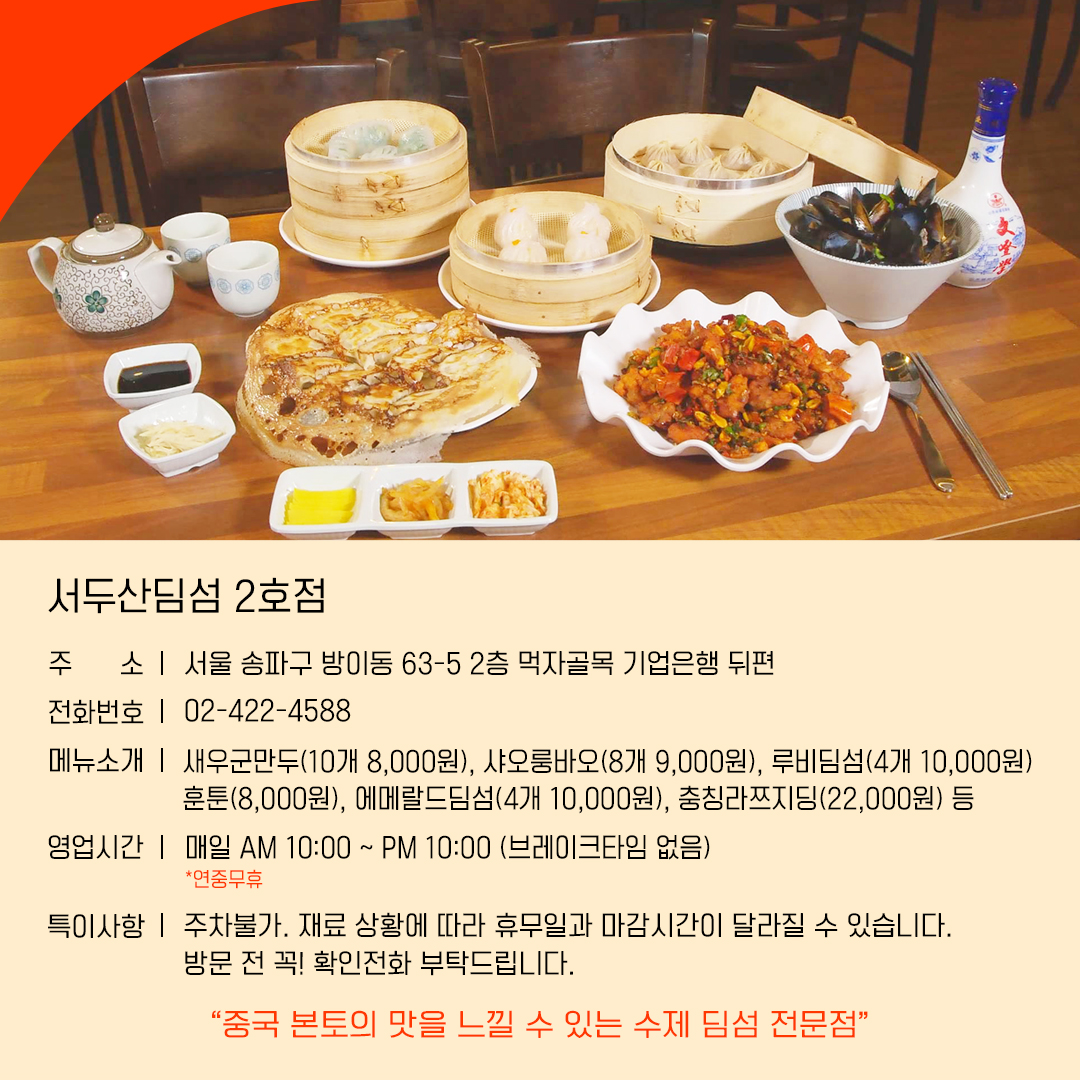 서두산딤섬 2호점
주 소 | 서울 송파구 방이동 63-5 2층 먹자골목 기업은행 뒤편
전화번호 | 02-422-4588
메뉴소개 | 새우군만두(10개 8,000원), 샤오룽바오(8개 9,000원), 루비딤섬(4개 10,000원)
훈툰(8,000원), 에메랄드딤섬(4개 10,000원), 충칭라쯔지딩(22,000원) 등
영업시간 | 매일 AM 10:00 ~ PM 10:00 (브레이크타임 없음)
*연중무휴
특이사항 | 주차불가. 재료 상황에 따라 휴무일과 마감시간이 달라질 수 있습니다.
방문 전 꼭! 확인전화 부탁드립니다.
“중국 본토의 맛을 느낄 수 있는 수제 딤섬 전문점”